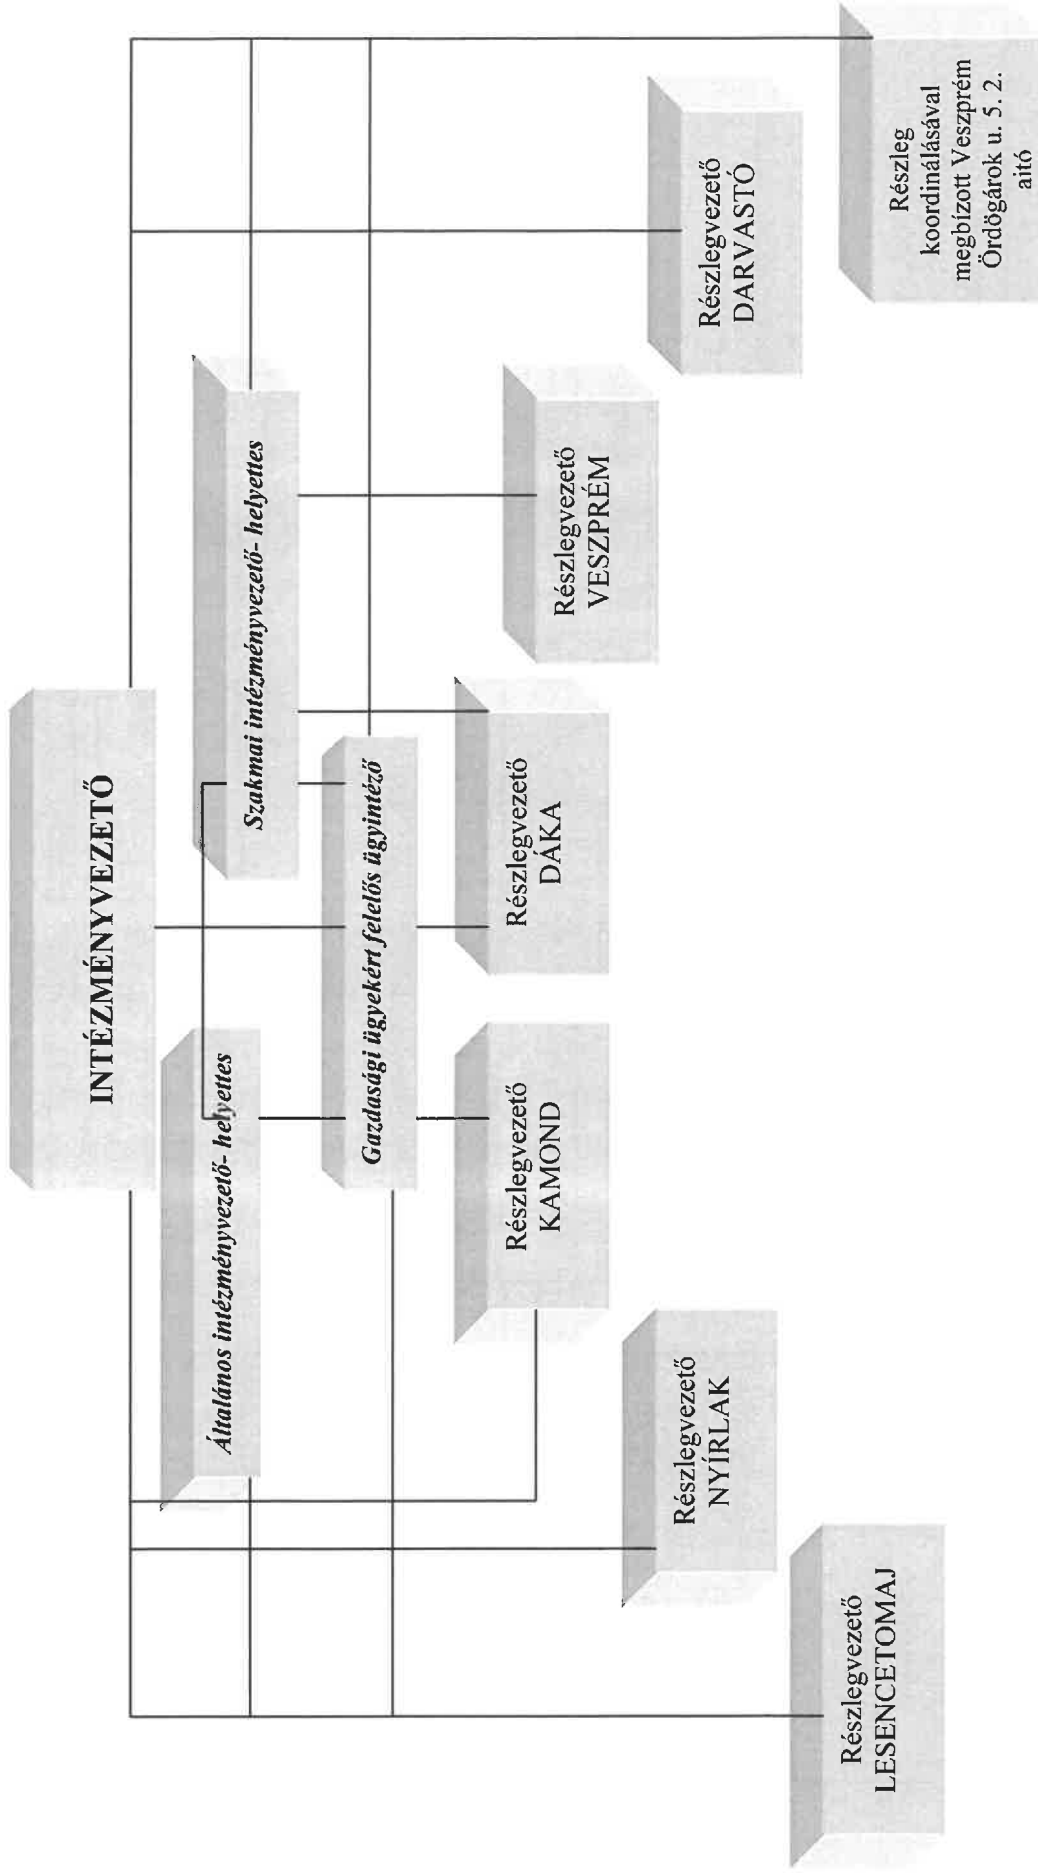 INTÉZMÉNYVEZETŐ
Általános intézményvezető- helyettes
Szakmai intézményvezető- helyettes
Gazdasági ügyekért felelős ügyintéző
Részlegvezető
LESENCETOMAJ
Részlegvezető
NYÍRLAK
Részlegvezető
KAMOND
Részlegvezető
DÁKA
Részlegvezető
VESZPRÉM
Részlegvezető
DARVASTÓ
Részleg
koordinálásával
megbízott Veszprém
Ördögárok u. 5. 2.
ajtó